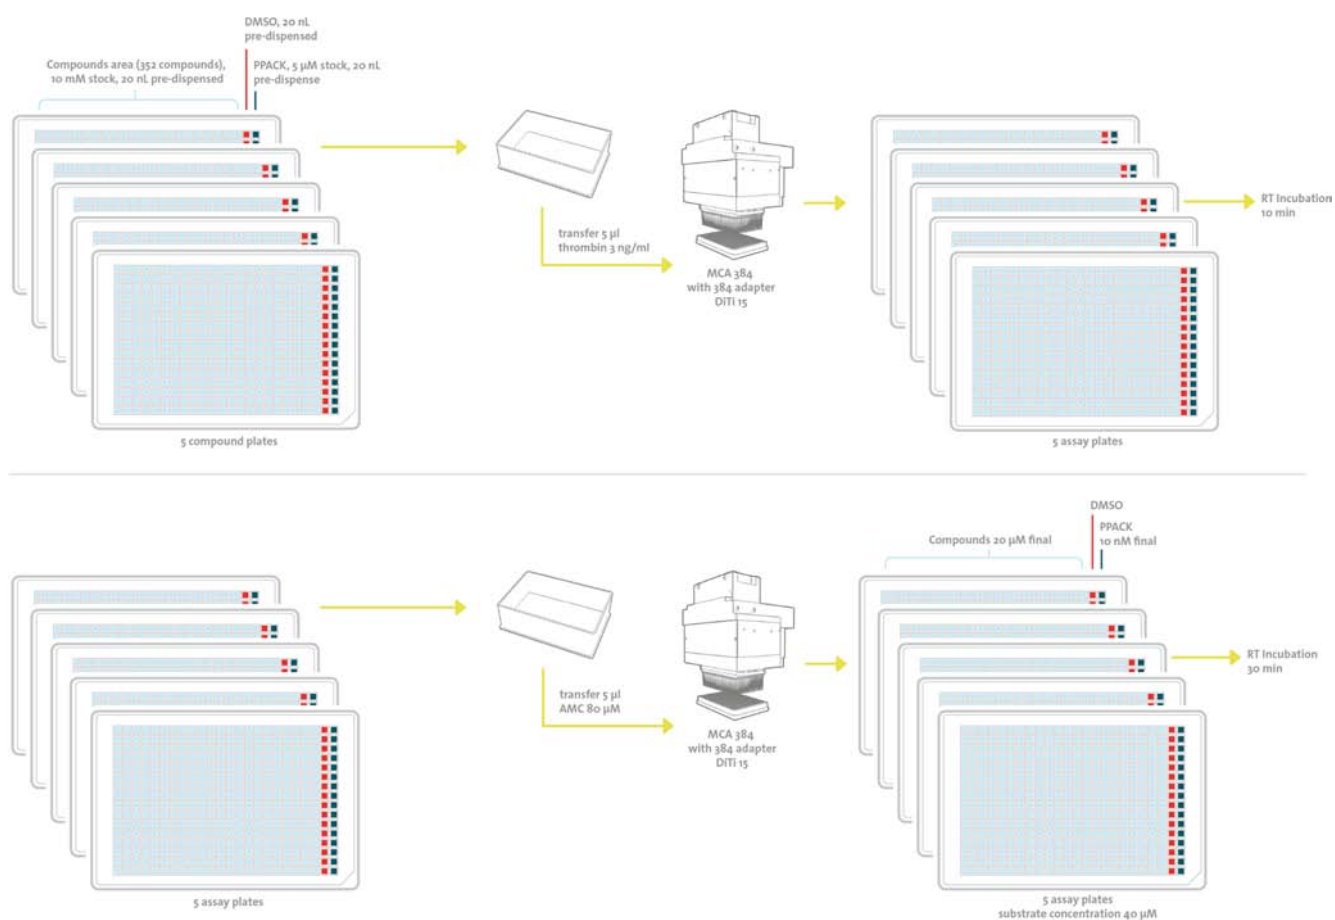 DMSO, 20 nL
pre-dispensed
Compounds area (352 compounds),
10 mM stock, 20 nL pre-dispensed
PPACK, 5 µM stock, 20 nL
pre-dispense
transfer 5 µl
thrombin 3 ng/ml
MCA 384
with 384 adapter
DiTi 15
RT Incubation
10 min
5 compound plates
5 assay plates
DMSO
Compounds 20 µM final
PPACK
10 nM final
transfer 5 µl
AMC 80 µM
MCA 384
with 384 adapter
DiTi 15
RT Incubation
30 min
5 assay plates
5 assay plates
substrate concentration 40 µM